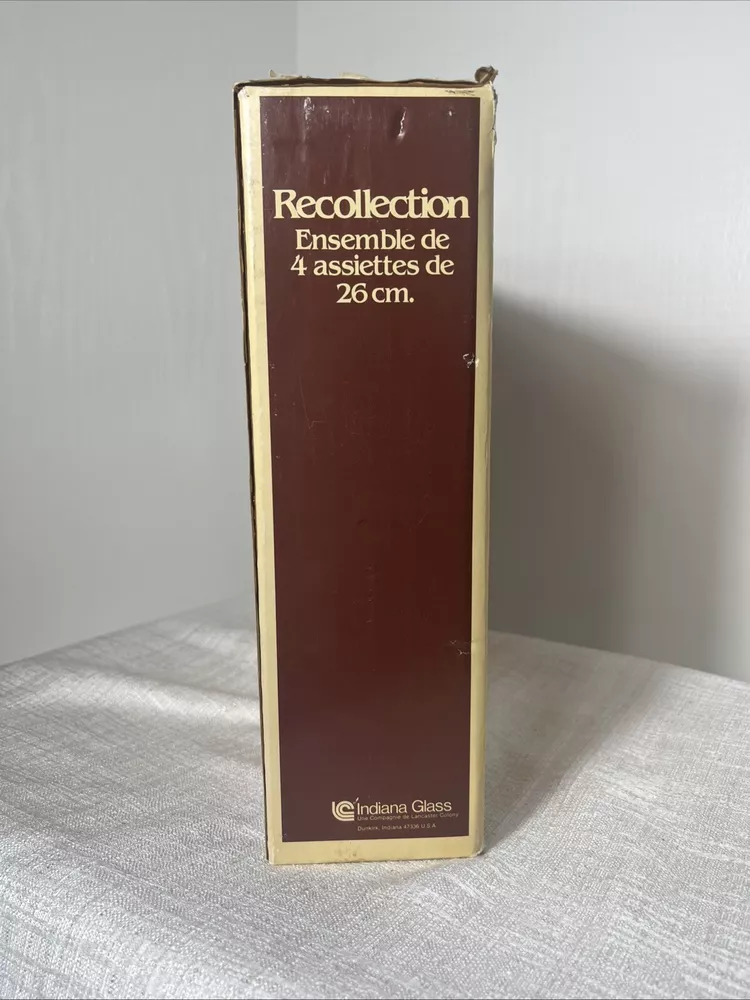 Recollection
Ensemble de
4 assiettes de
26 cm.
Indiana Glass
Une Compagnie de Lancaster Colony
Dunkirk, Indiana 47336 U.S.A.